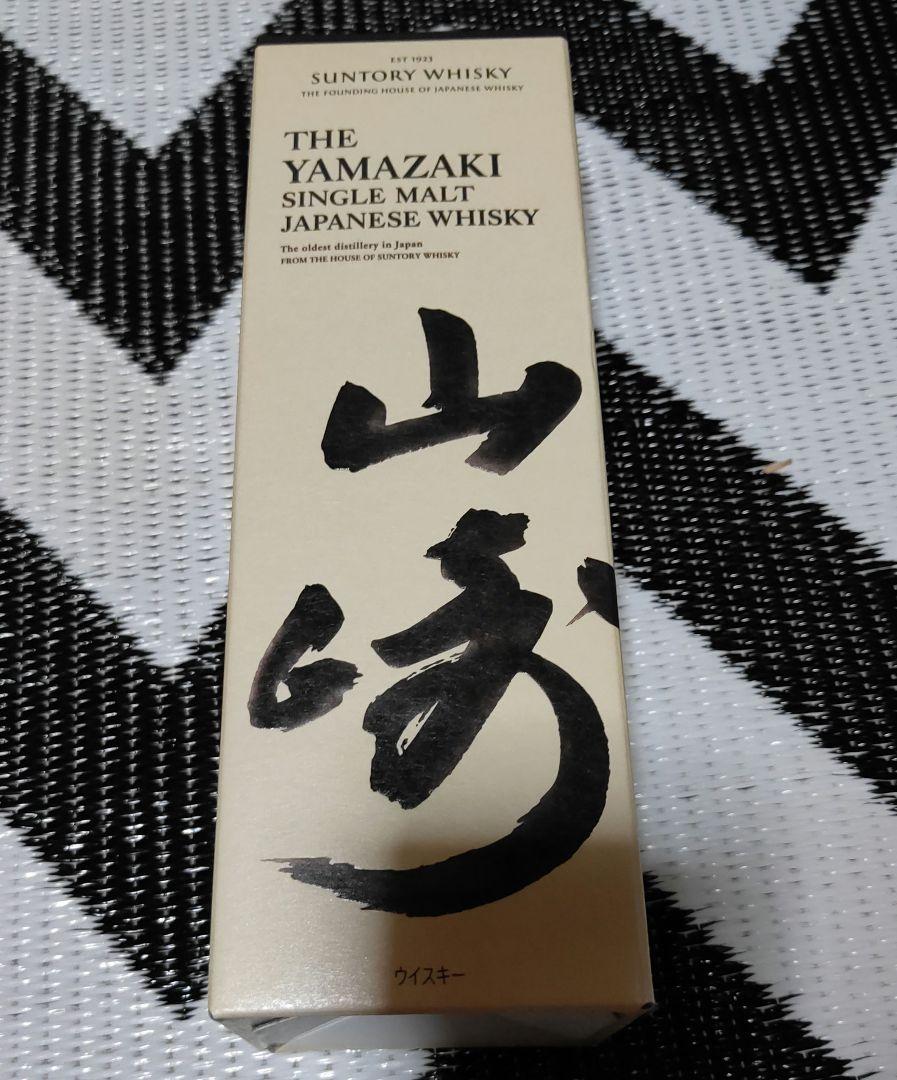 EST 1923
SUNTORY WHISKY
THE FOUNDING HOUSE OF JAPANESE WHISKY
THE
YAMAZAKI
SINGLE MALT
JAPANESE WHISKY
The oldest distillery in Japan
FROM THE HOUSE OF SUNTORY WHISKY
山
崎
ウイスキー